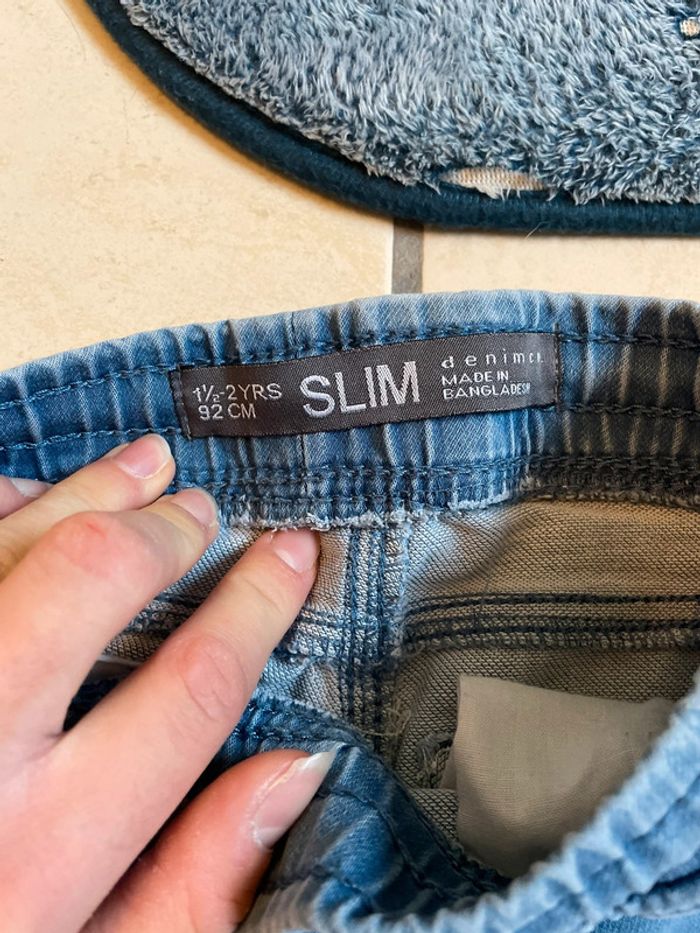 1½-2YRS
92 CM
SLIM
denim co.
MADE IN
BANGLADESH